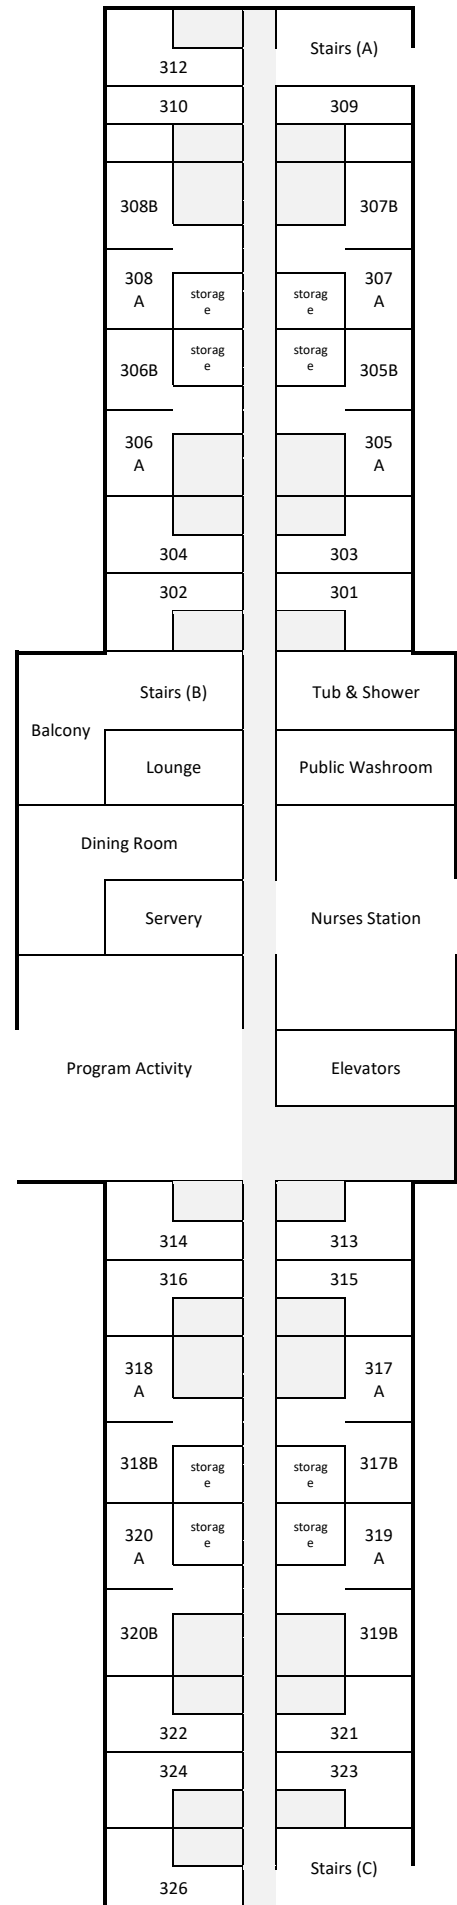 Stairs (A)
312
310
309
308B
307B
308
A
storag
e
storag
e
307
A
306B
storag
e
storag
e
305B
306
A
305
A
304
303
302
301
Stairs (B)
Tub & Shower
Balcony
Lounge
Public Washroom
Dining Room
Servery
Nurses Station
Program Activity
Elevators
314
313
316
315
318
A
317
A
318B
storag
e
storag
e
317B
320
A
storag
e
storag
e
319
A
320B
319B
322
321
324
323
Stairs (C)
326